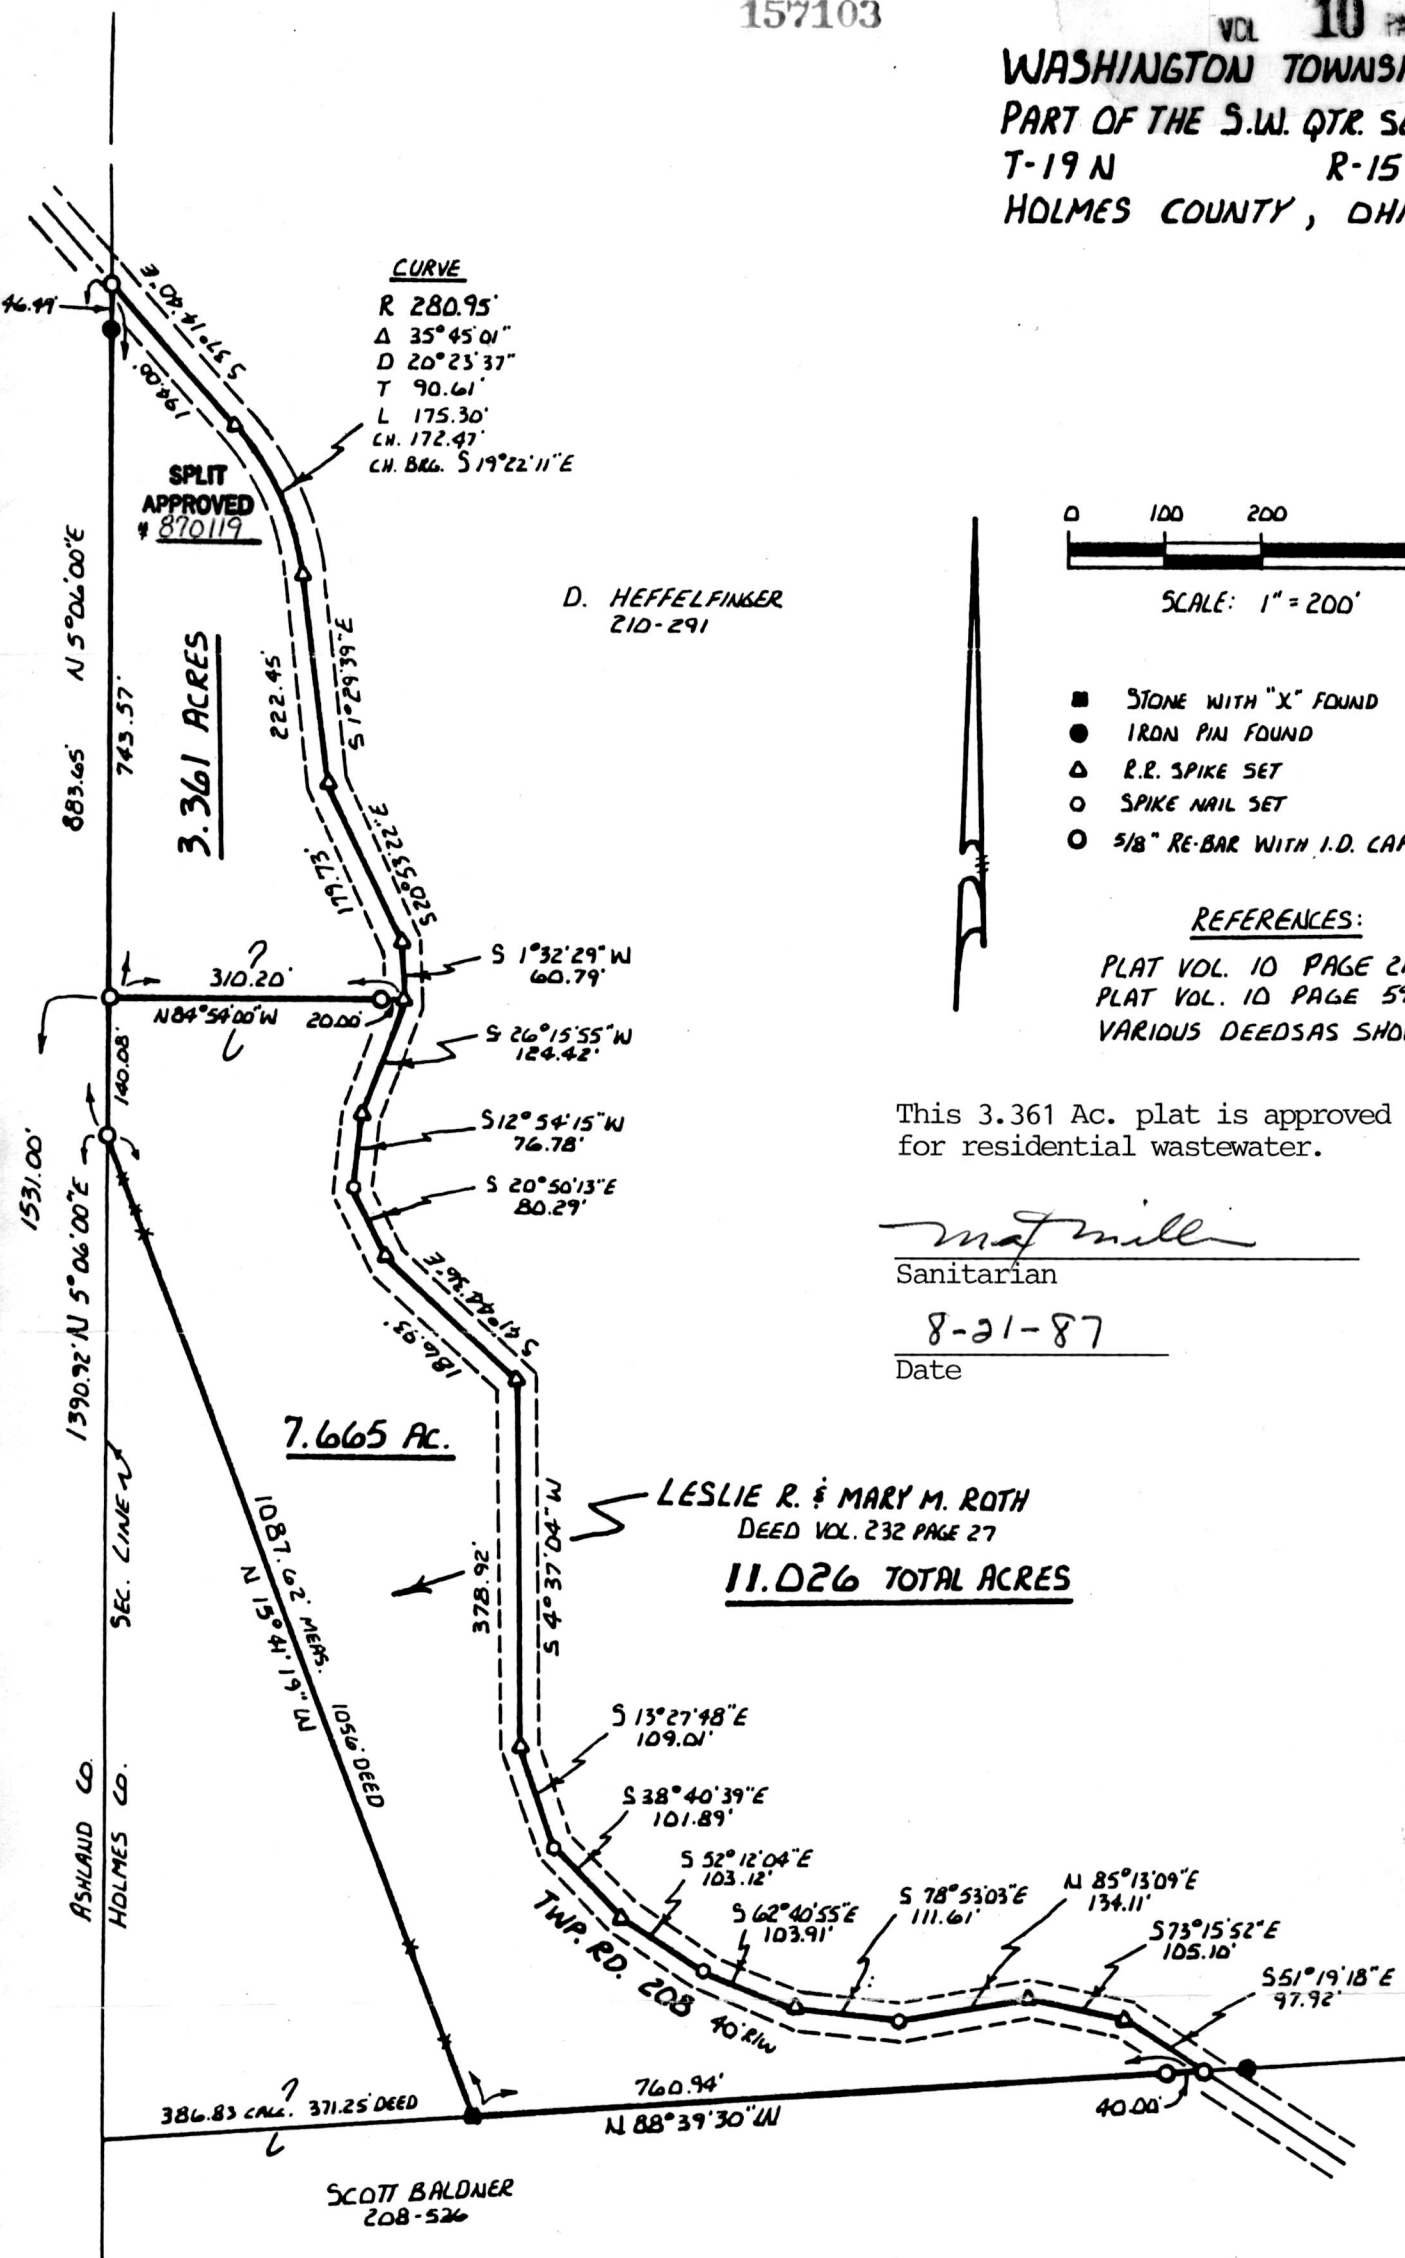 157103
VOL 10
WASHINGTON
PART OF THE S.W. QTR.
T-19 N R-15
HOLMES COUNTY,
CURVE
R 280.95'
Δ 35°45'01"
D 20°23'37"
T 90.61'
L 175.30'
CH. 172.47'
CH. BRG. S 19°22'11"E
46.49'
S 37°14'40"E
194.00'
SPLIT
APPROVED
# 870119
N 5°06'00"E
883.65'
743.57'
3.361 ACRES
222.45'
S 1°29'39"E
D. HEFFELFINGER
210-291
0 100 200
SCALE: 1" = 200'
STONE WITH "X" FOUND
IRON PIN FOUND
R.R. SPIKE SET
SPIKE NAIL SET
5/8" RE-BAR WITH I.D. CAP
REFERENCES:
PLAT VOL. 10 PAGE
PLAT VOL. 10 PAGE
VARIOUS DEEDS AS
179.73'
S20°53'22"E
S 1°32'29"W
60.79'
310.20'
N84°54'00"W 20.00'
S 26°15'55"W
124.42'
140.08'
S12°54'15"W
76.78'
S 20°50'13"E
80.29'
1531.00'
1390.92' N 5°06'00"E
This 3.361 Ac. plat is approved
for residential wastewater.
Sanitarian
8-21-87
Date
S 41°44'36"E
186.93'
7.665 AC.
LESLIE R. & MARY M. ROTH
DEED VOL. 232 PAGE 27
11.026 TOTAL ACRES
378.92'
S 4°37'04"W
SEC. LINE
1087.62' MEAS. 1056' DEED
N 15°41'19"W
S 13°27'48"E
109.01'
S 38°40'39"E
101.89'
S 52°12'04"E
103.12'
S 62°40'55"E
103.91'
S 78°53'03"E
111.61'
N 85°13'09"E
134.11'
S73°15'52"E
105.10'
S51°19'18"E
97.92'
ASHLAND CO.
HOLMES CO.
TWP. RD. 208 40' R/W
386.83 CALC. 371.25' DEED
760.94'
N 88°39'30"W
40.00'
SCOTT BALDNER
208-526